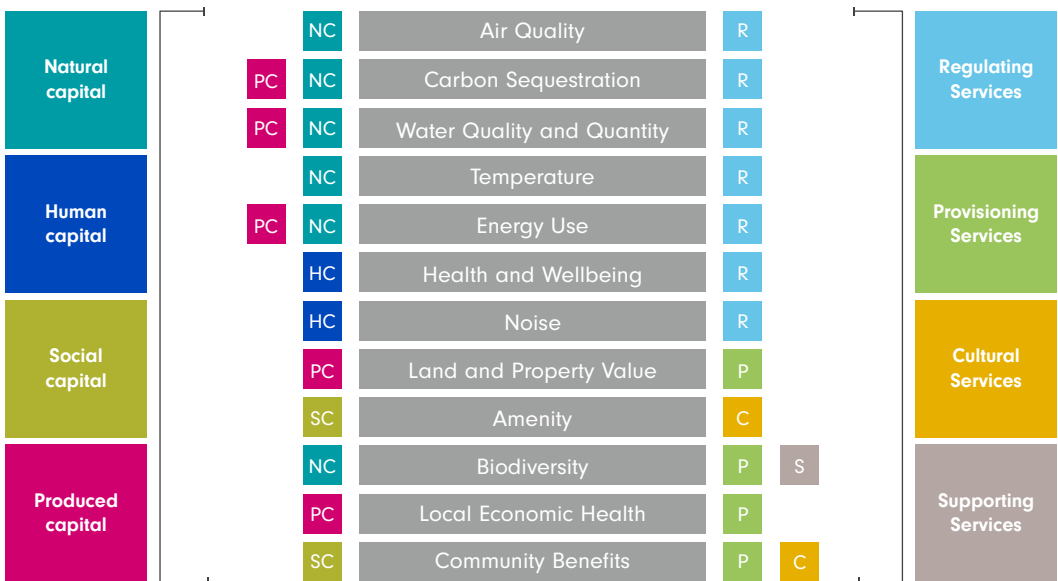 Natural
capital
Human
capital
Social
capital
Produced
capital
NC Air Quality R
PC NC Carbon Sequestration R
PC NC Water Quality and Quantity R
NC Temperature R
PC NC Energy Use R
HC Health and Wellbeing R
HC Noise R
PC Land and Property Value P
SC Amenity C
NC Biodiversity P S
PC Local Economic Health P
SC Community Benefits P C
Regulating
Services
Provisioning
Services
Cultural
Services
Supporting
Services